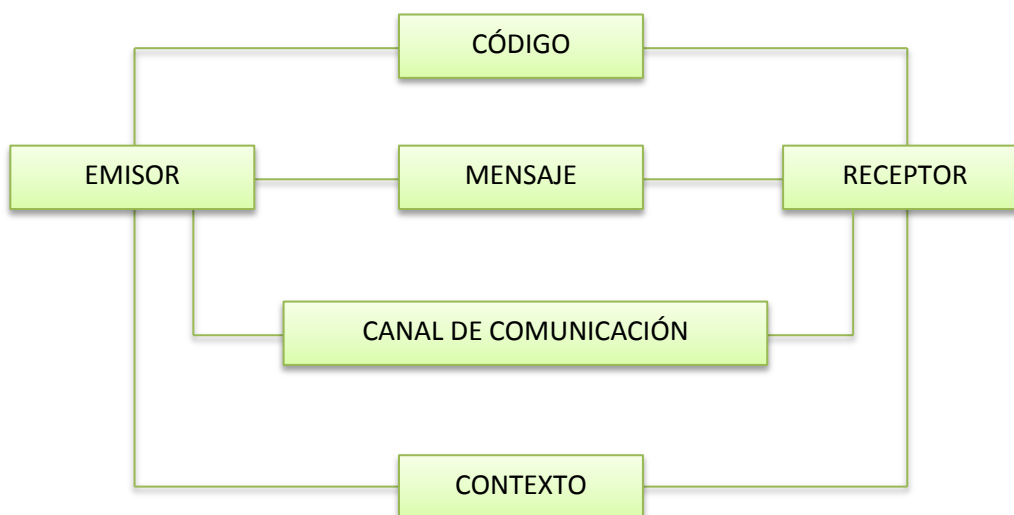 CÓDIGO
EMISOR
MENSAJE
RECEPTOR
CANAL DE COMUNICACIÓN
CONTEXTO